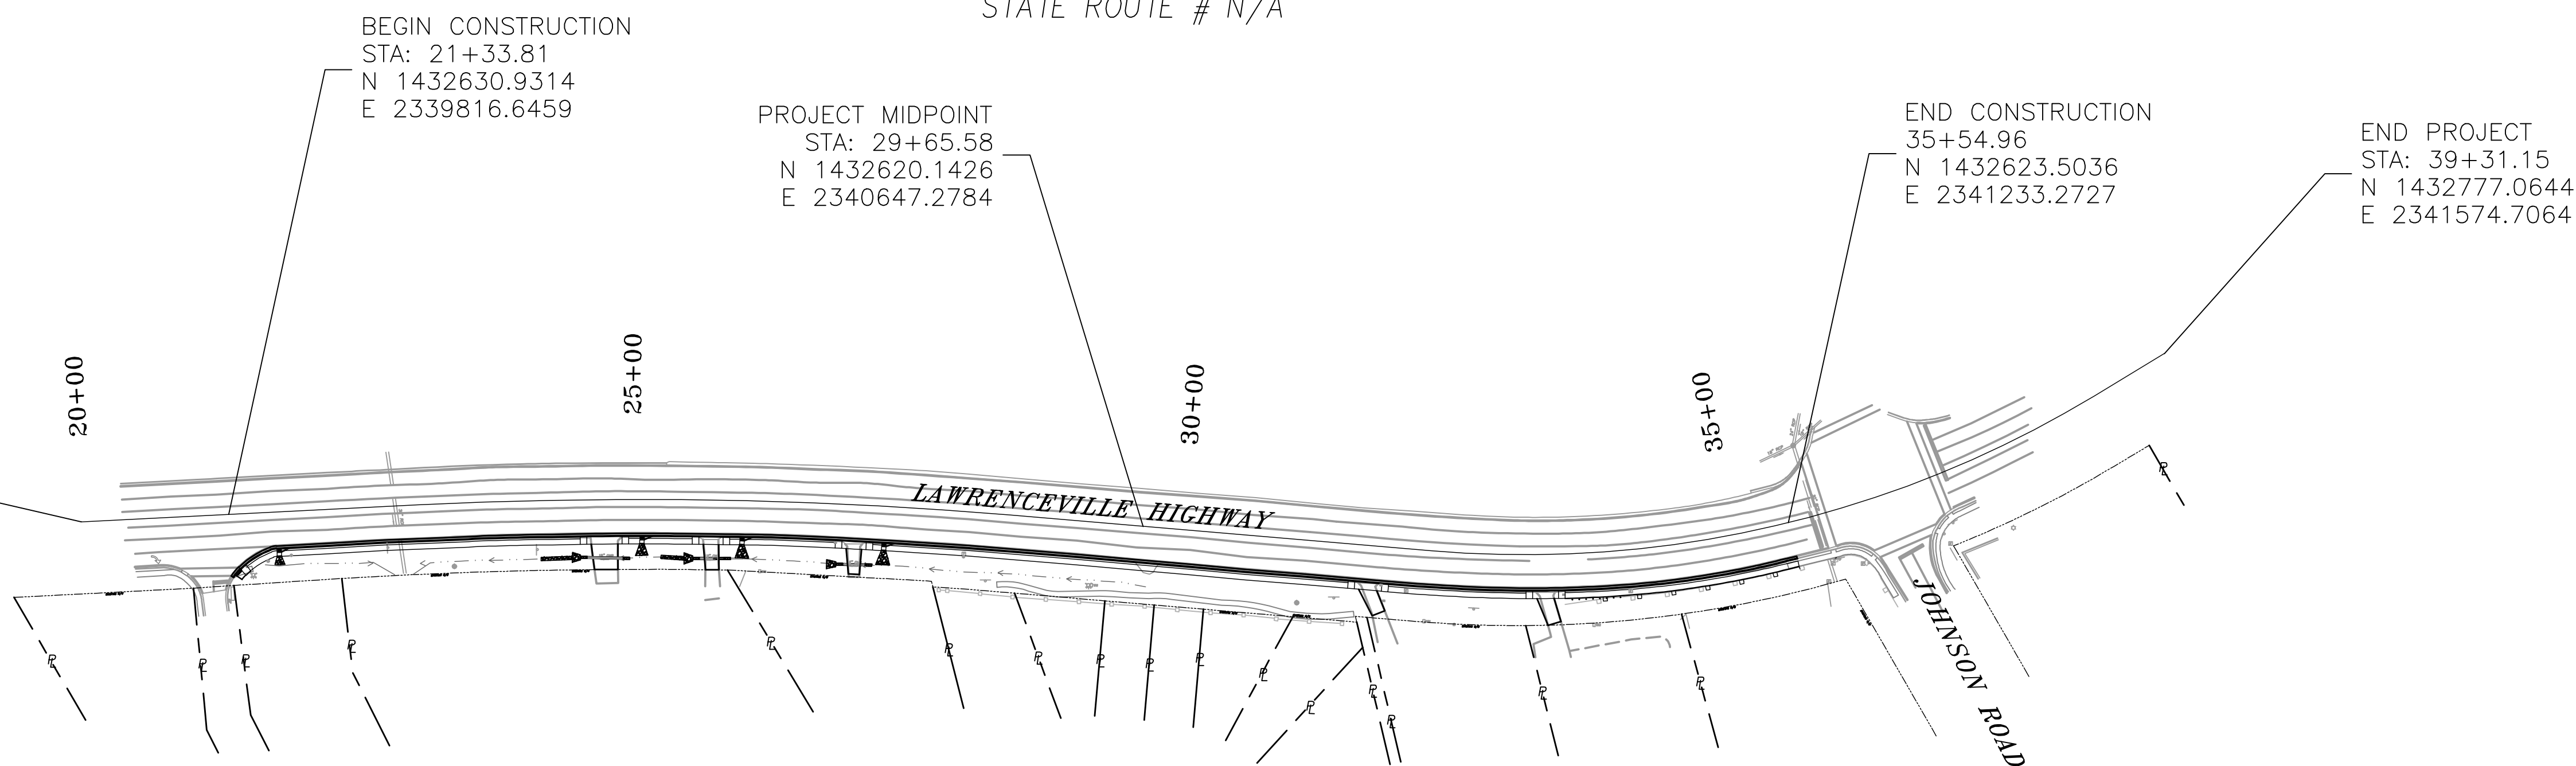 STATE ROUTE # N/A
BEGIN CONSTRUCTION
STA: 21+33.81
N 1432630.9314
E 2339816.6459
PROJECT MIDPOINT
STA: 29+65.58
N 1432620.1426
E 2340647.2784
END CONSTRUCTION
35+54.96
N 1432623.5036
E 2341233.2727
END PROJECT
STA: 39+31.15
N 1432777.0644
E 2341574.7064
20+00
25+00
30+00
35+00
LAWRENCEVILLE HIGHWAY
JOHNSON ROAD